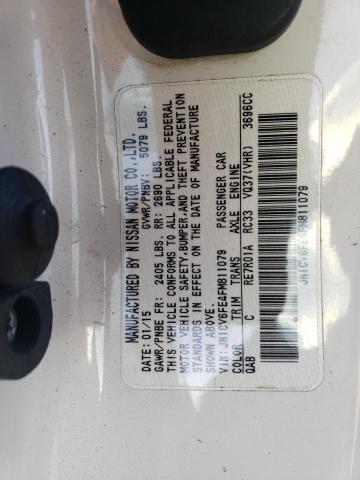 MANUFACTURED BY NISSAN MOTOR CO.,LTD.
DATE: 01/15 GVWR/PNBV: 5079 LBS.
GAWR/PNBE FR: 2405 LBS. RR: 2690 LBS.
THIS VEHICLE CONFORMS TO ALL APPLICABLE FEDERAL
MOTOR VEHICLE SAFETY,BUMPER,AND THEFT PREVENTION
STANDARDS IN EFFECT ON THE DATE OF MANUFACTURE
SHOWN ABOVE.
VIN:JN1CV6FE4FM811079 PASSENGER CAR
COLOR TRIM TRANS AXLE ENGINE
QAB C RE7R01A RC33 VQ37(VHR) 3696CC
JN1CV6FE4FM811079